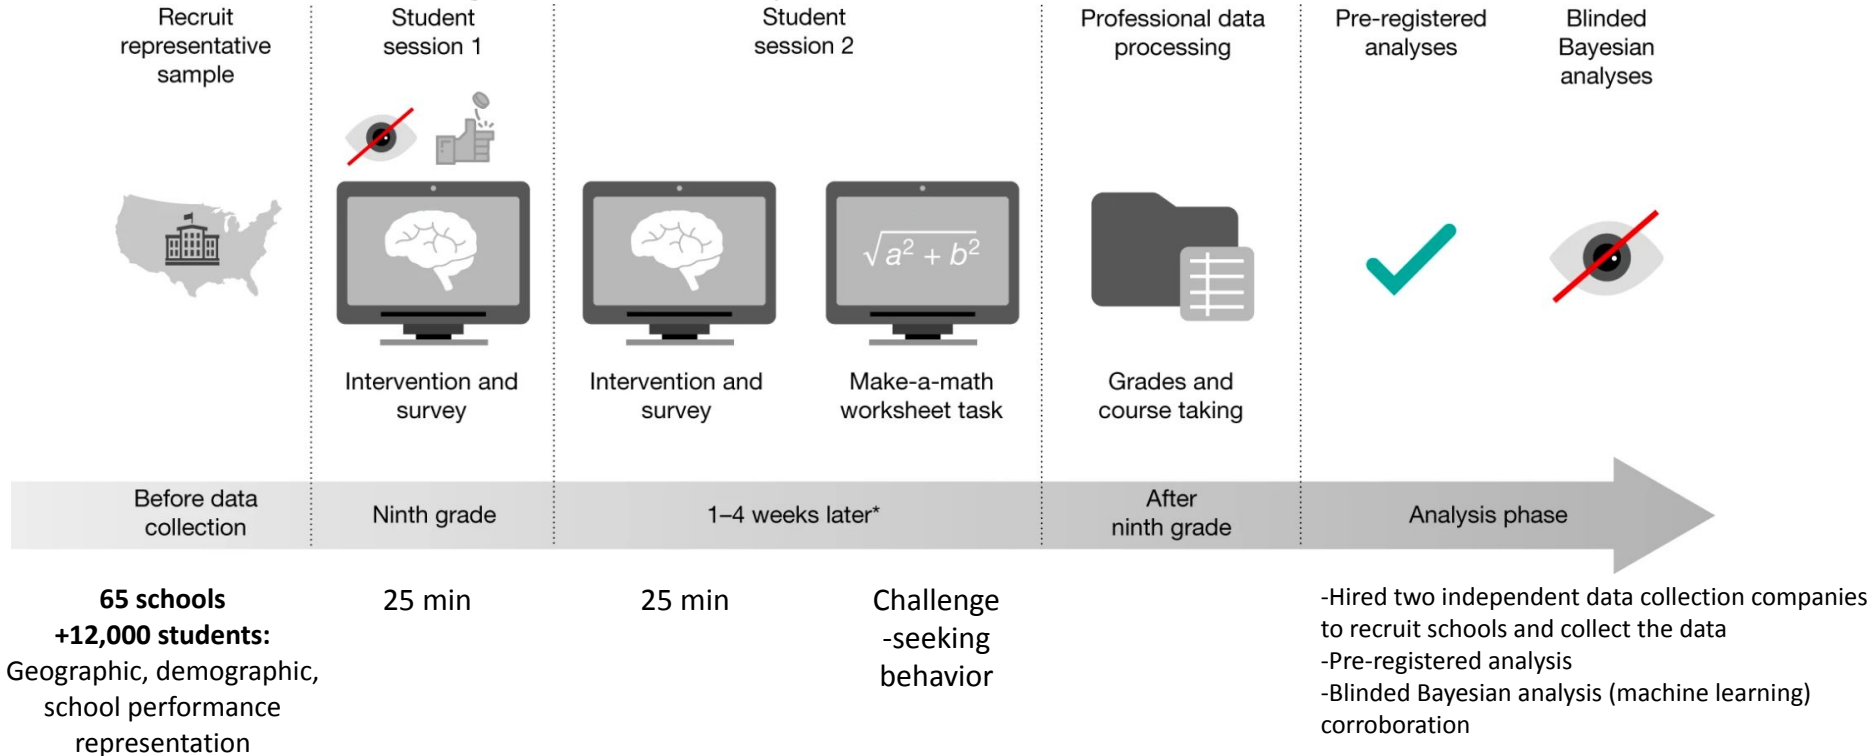 Recruit
representative
sample
Student
session 1
Student
session 2
Professional data
processing
Pre-registered
analyses
Blinded
Bayesian
analyses
√a² + b²
Intervention and
survey
Intervention and
survey
Make-a-math
worksheet task
Grades and
course taking
Before data
collection
Ninth grade
1–4 weeks later*
After
ninth grade
Analysis phase
65 schools
+12,000 students:
Geographic, demographic,
school performance
representation
25 min
25 min
Challenge
-seeking
behavior
-Hired two independent data collection companies
to recruit schools and collect the data
-Pre-registered analysis
-Blinded Bayesian analysis (machine learning)
corroboration